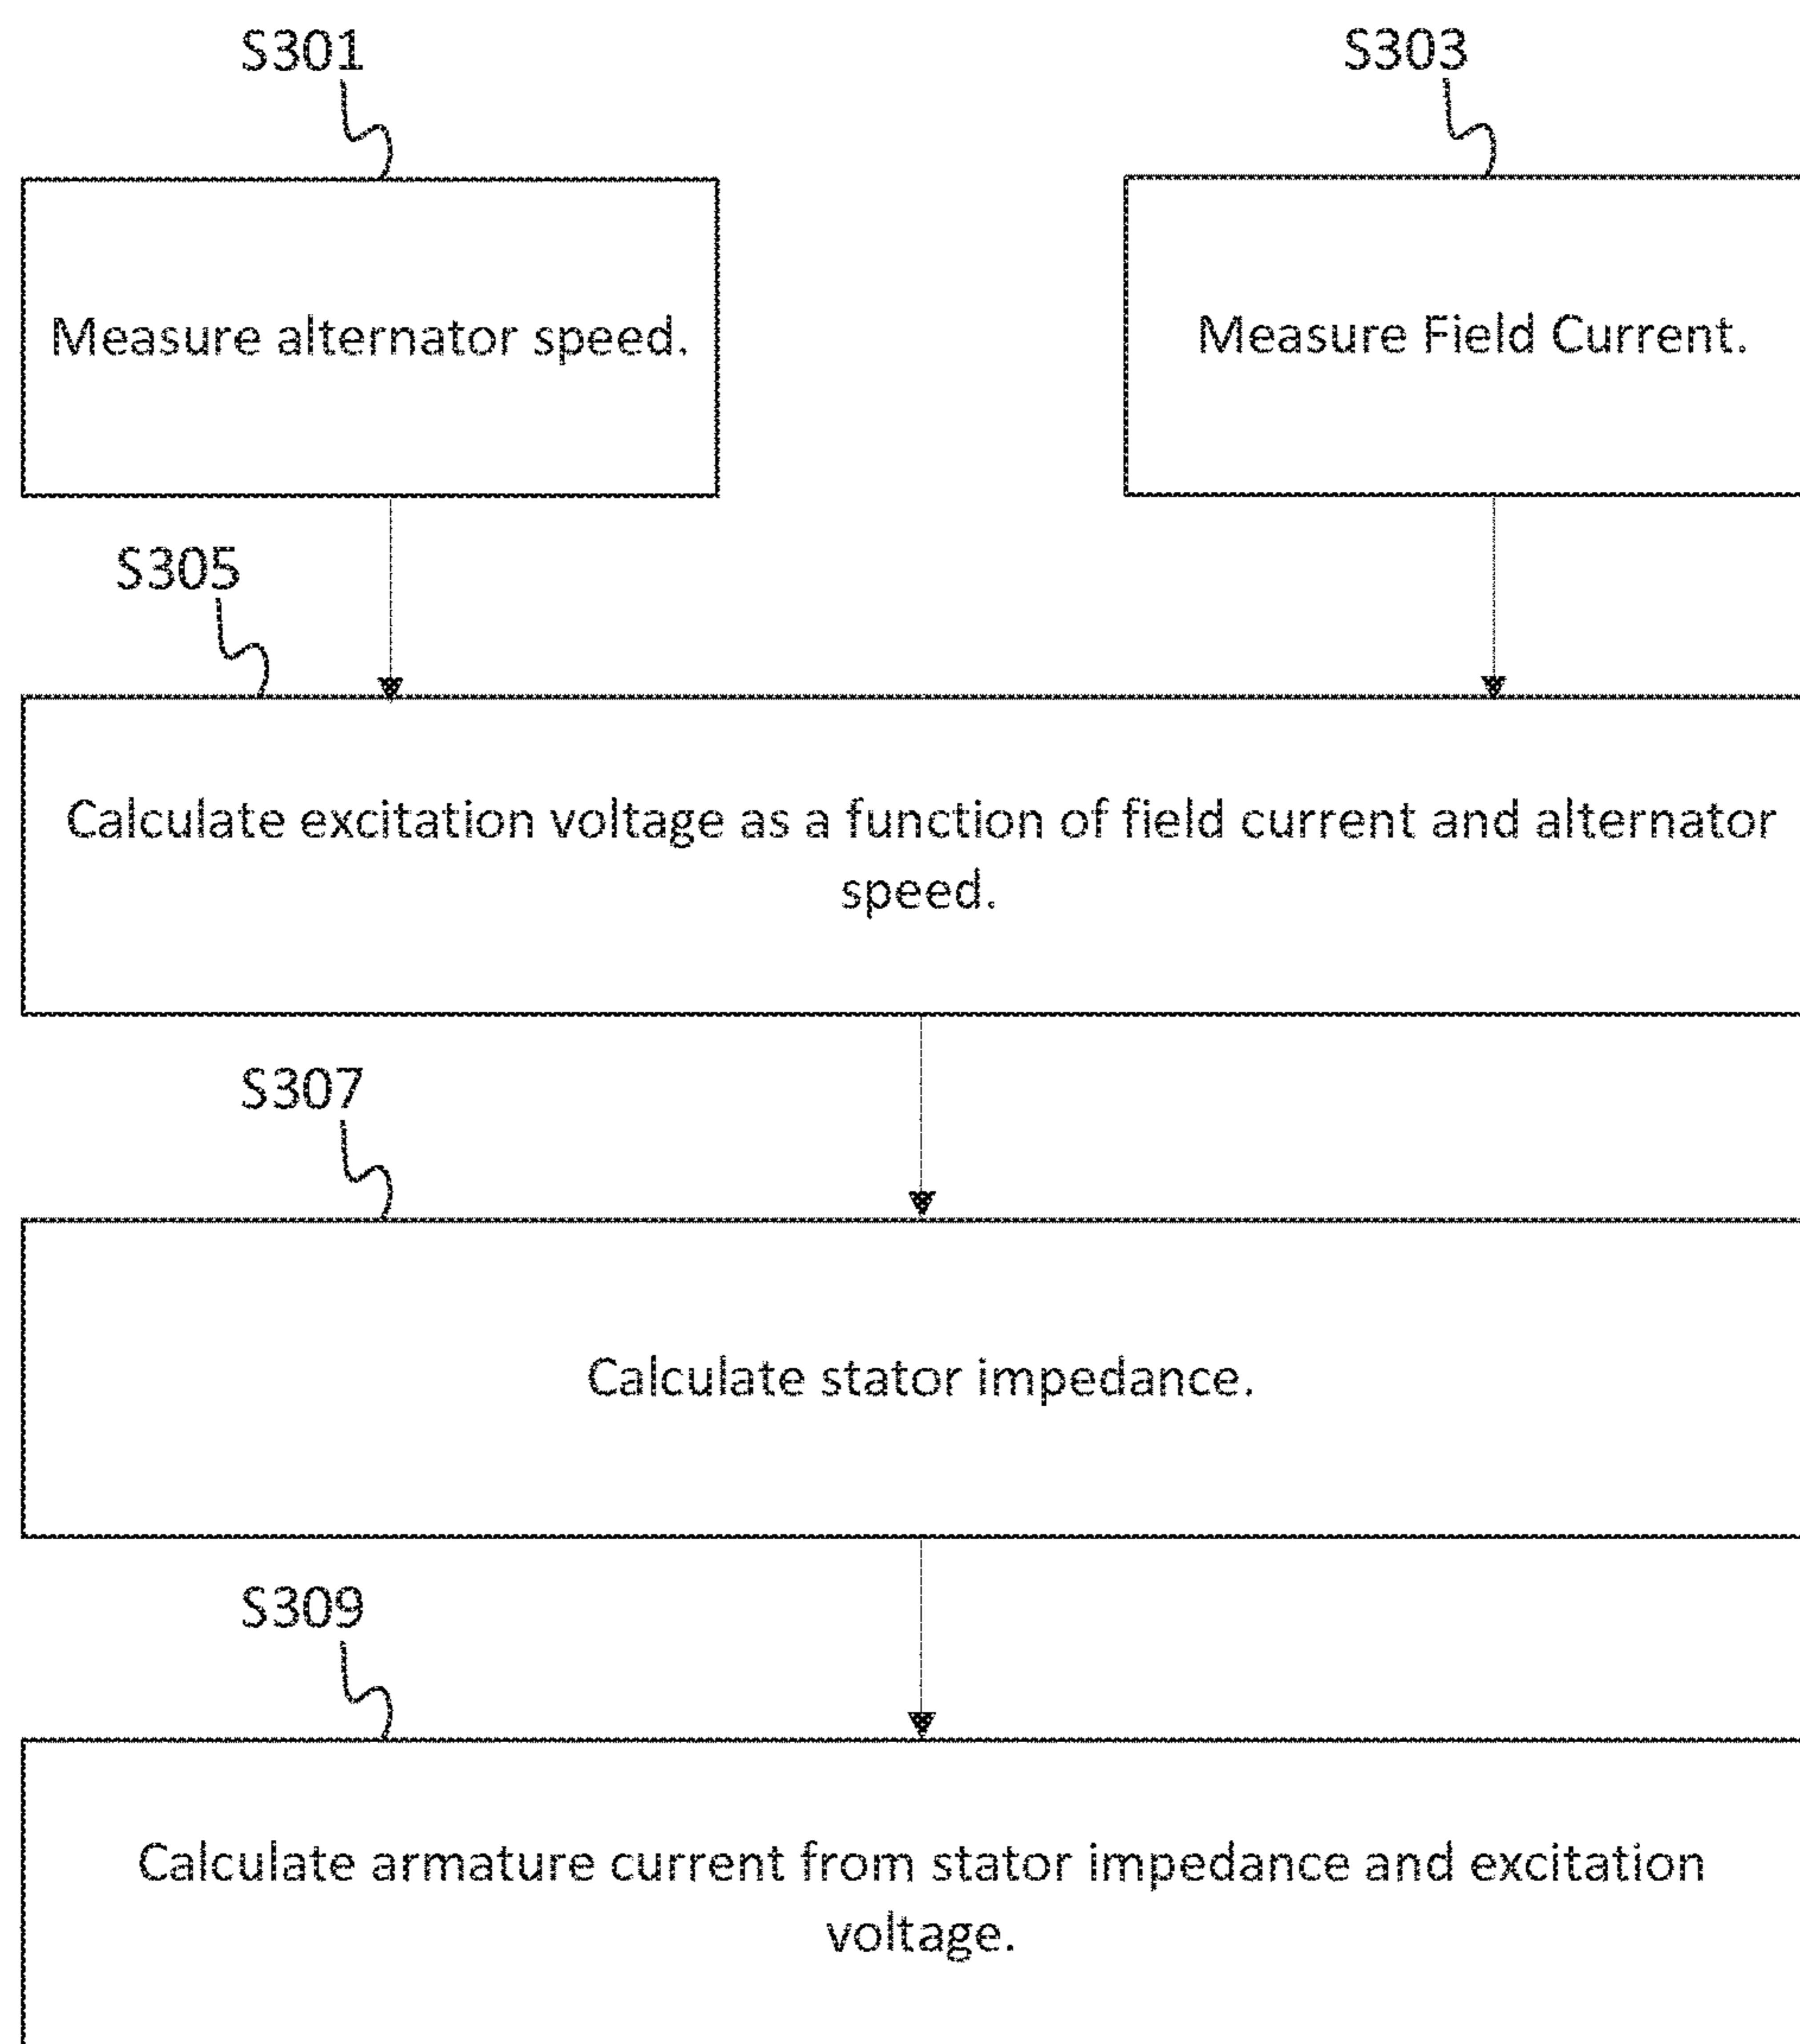 S301
S303
Measure alternator speed.
Measure Field Current.
S305
Calculate excitation voltage as a function of field current and alternator
speed.
S307
Calculate stator impedance.
S309
Calculate armature current from stator impedance and excitation
voltage.